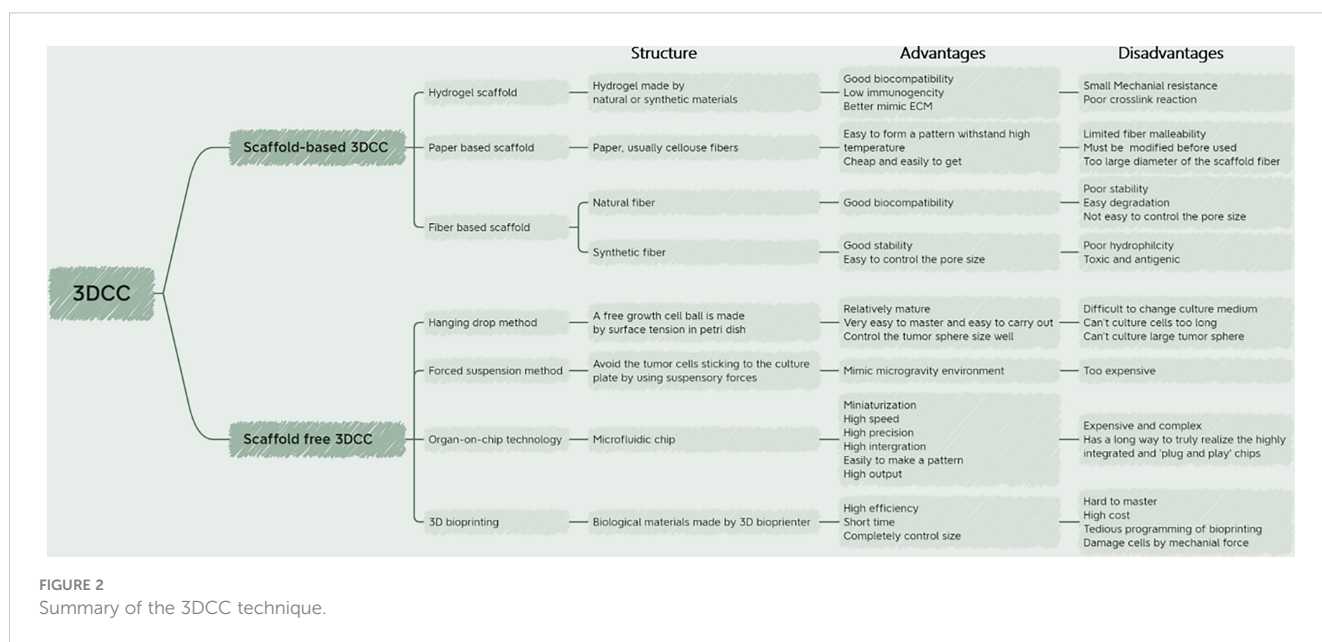 Structure
Advantages
Disadvantages
3DCC
Scaffold-based 3DCC
Hydrogel scaffold
Hydrogel made by
natural or synthetic materials
Good biocompatibility
Low immunogencity
Better mimic ECM
Small Mechanial resistance
Poor crosslink reaction
Paper based scaffold
Paper, usually cellouse fibers
Easy to form a pattern withstand high
temperature
Cheap and easily to get
Limited fiber malleability
Must be modified before used
Too large diameter of the scaffold fiber
Fiber based scaffold
Natural fiber
Good biocompatibility
Poor stability
Easy degradation
Not easy to control the pore size
Synthetic fiber
Good stability
Easy to control the pore size
Poor hydrophilcity
Toxic and antigenic
Scaffold free 3DCC
Hanging drop method
A free growth cell ball is made
by surface tension in petri dish
Relatively mature
Very easy to master and easy to carry out
Control the tumor sphere size well
Difficult to change culture medium
Can't culture cells too long
Can't culture large tumor sphere
Forced suspension method
Avoid the tumor cells sticking to the culture
plate by using suspensory forces
Mimic microgravity environment
Too expensive
Organ-on-chip technology
Microfluidic chip
Miniaturization
High speed
High precision
High intergration
Easily to make a pattern
High output
Expensive and complex
Has a long way to truly realize the highly
integrated and 'plug and play' chips
3D bioprinting
Biological materials made by 3D bioprienter
High efficiency
Short time
Completely control size
Hard to master
High cost
Tedious programming of bioprinting
Damage cells by mechanial force
FIGURE 2
Summary of the 3DCC technique.